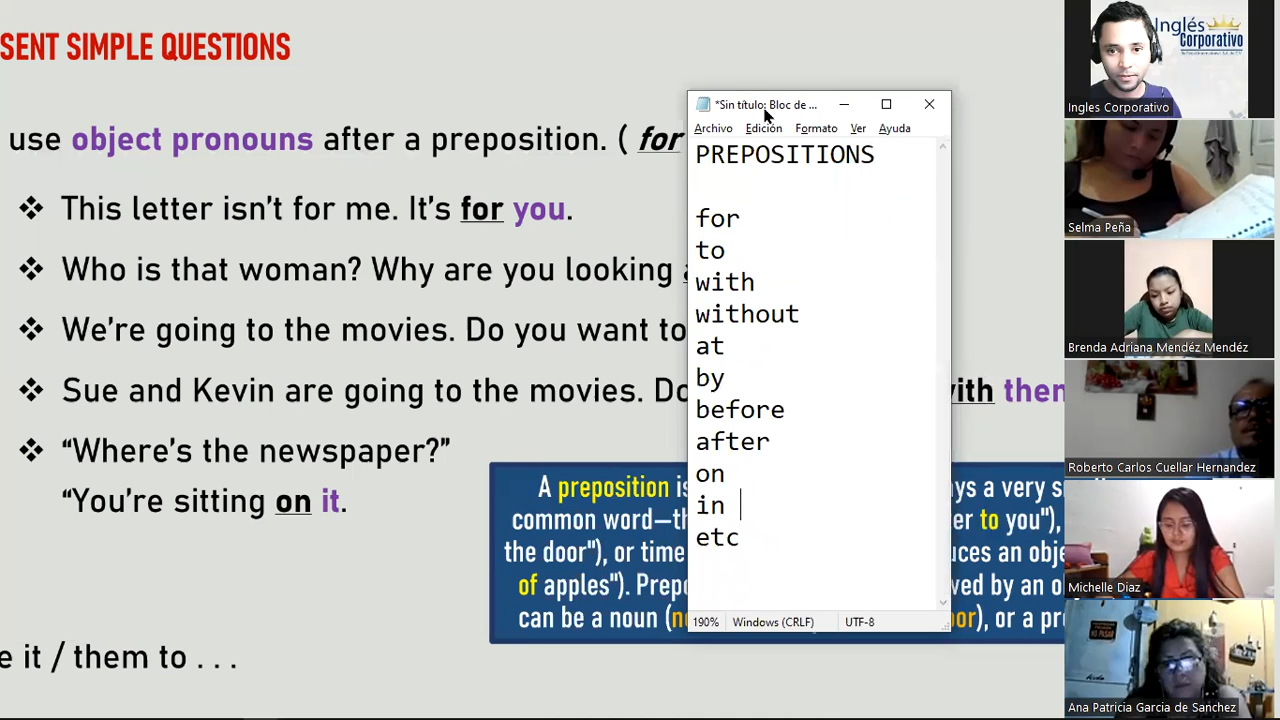 SENT SIMPLE QUESTIONS
use object pronouns after a preposition. ( for
❖ This letter isn't for me. It's for you.
❖ Who is that woman? Why are you looking
❖ We're going to the movies. Do you want to
❖ Sue and Kevin are going to the movies. Do
with them
❖ "Where's the newspaper?"
"You're sitting on it.
A preposition is
ays a very s
common word—th
er to you"),
the door"), or time
uces an obj
of apples"). Prepo
wed by an o
can be a noun (no
oor), or a pr
e it / them to . . .
*Sin título: Bloc de ...
Archivo Edición Formato Ver Ayuda
PREPOSITIONS
for
to
with
without
at
by
before
after
on
in
etc
190% Windows (CRLF) UTF-8
Inglés
Corporativo
Ingles Corporativo
Selma Peña
Brenda Adriana Mendéz Mendéz
Roberto Carlos Cuellar Hernandez
Michelle Diaz
Ana Patricia Garcia de Sanchez